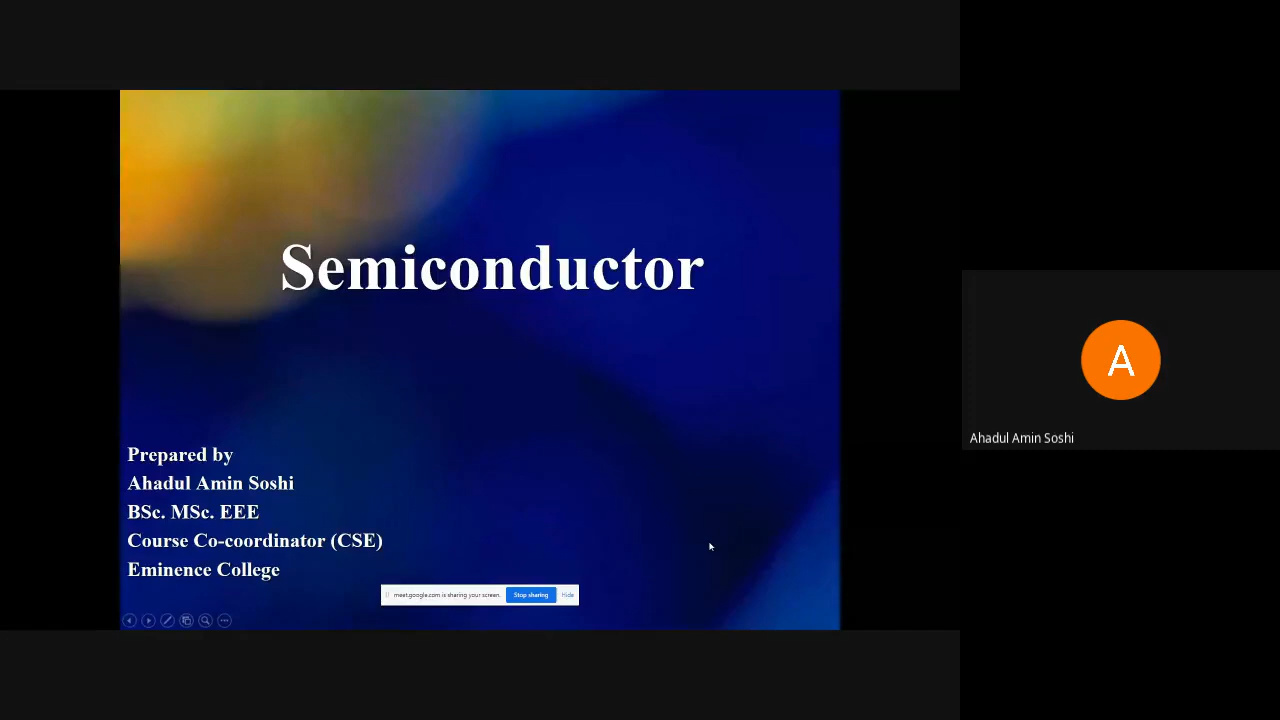 Semiconductor
Prepared by
Ahadul Amin Soshi
BSc. MSc. EEE
Course Co-coordinator (CSE)
Eminence College
meet.google.com is sharing your screen.
Stop sharing
Hide
A
Ahadul Amin Soshi